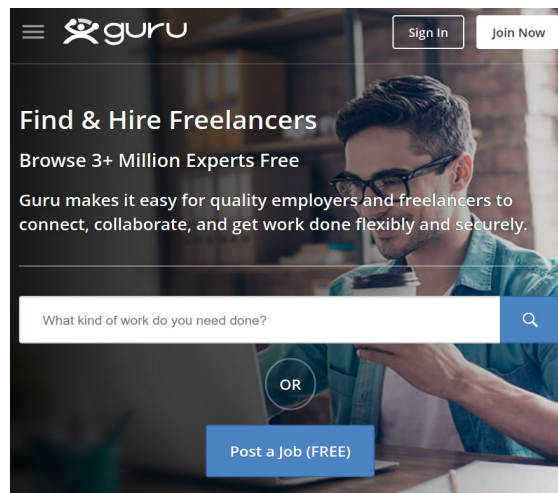 guru
Sign In
Join Now
Find & Hire Freelancers
Browse 3+ Million Experts Free
Guru makes it easy for quality employers and freelancers to
connect, collaborate, and get work done flexibly and securely.
What kind of work do you need done?
OR
Post a Job (FREE)